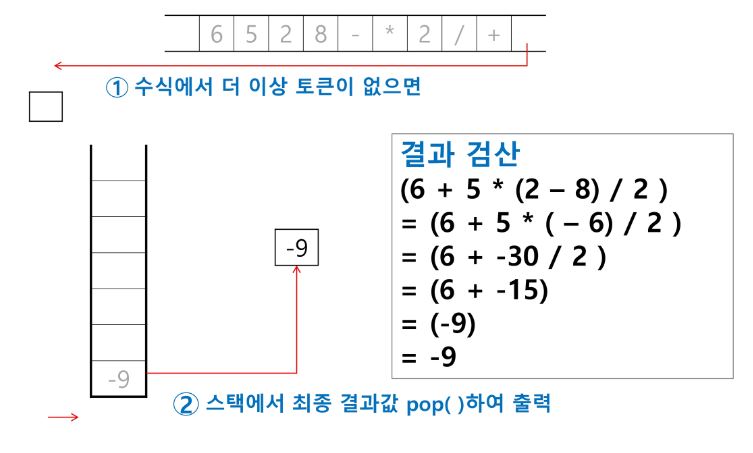 6 5 2 8 - * 2 / +
① 수식에서 더 이상 토큰이 없으면
결과 검산
(6 + 5 * (2 – 8) / 2 )
= (6 + 5 * ( – 6) / 2 )
= (6 + -30 / 2 )
= (6 + -15)
= (-9)
= -9
-9
-9
② 스택에서 최종 결과값 pop( )하여 출력